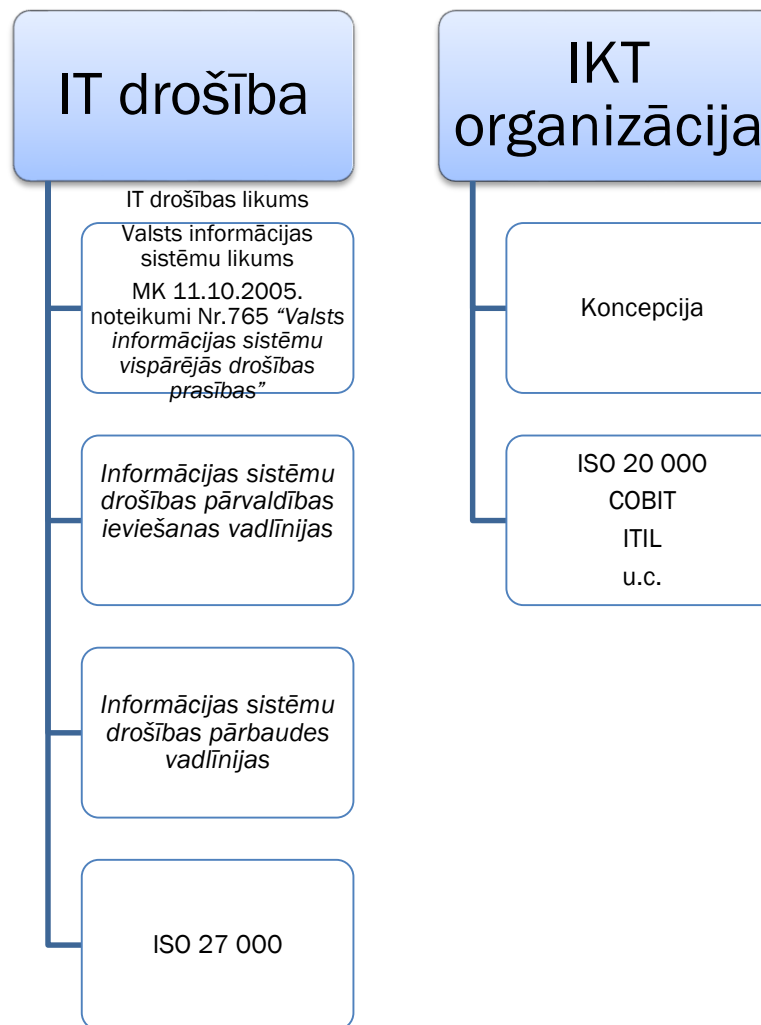 IT drošība
IT drošības likums
Valsts informācijas
sistēmu likums
MK 11.10.2005.
noteikumi Nr.765 “Valsts
informācijas sistēmu
vispārējās drošības
prasības”
Informācijas sistēmu
drošības pārvaldības
ieviešanas vadlīnijas
Informācijas sistēmu
drošības pārbaudes
vadlīnijas
ISO 27 000
IKT
organizācija
Koncepcija
ISO 20 000
COBIT
ITIL
u.c.